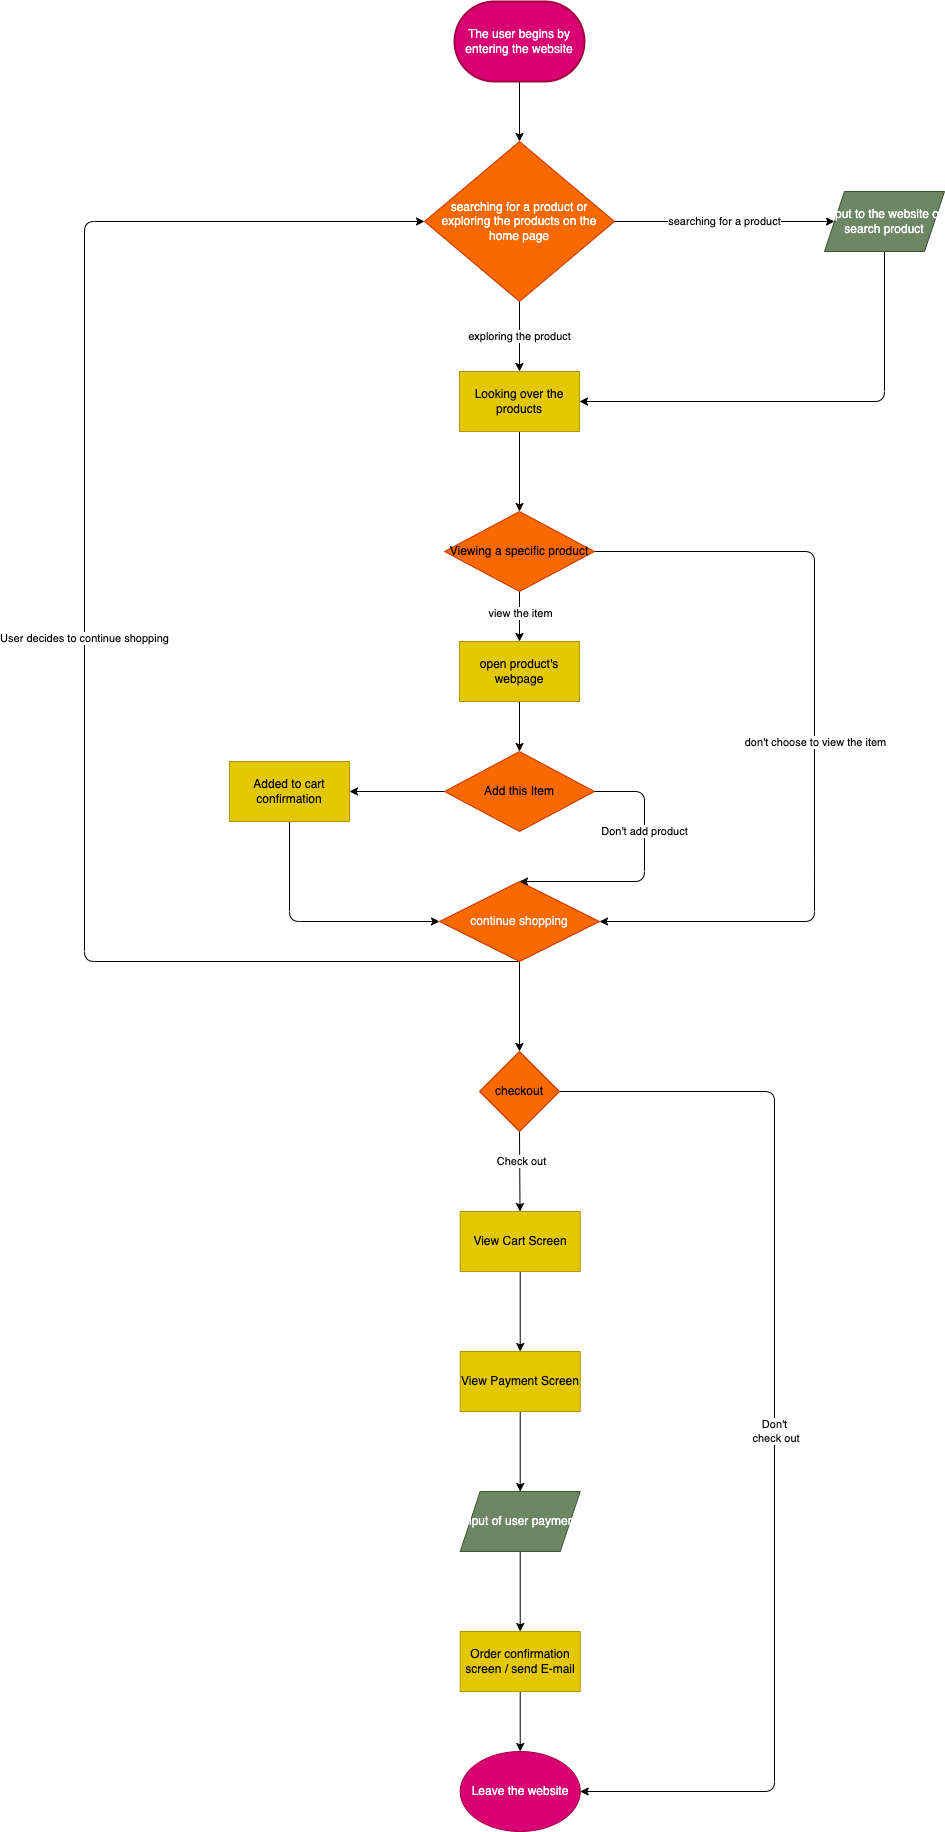 The user begins by
entering the website
searching for a product or
exploring the products on the
home page
searching for a product
to the website
search product
exploring the product
Looking over the
products
Viewing a specific product
view the item
User decides to continue shopping
open product's
webpage
don't choose to view the item
Added to cart
confirmation
Add this Item
Don't add product
continue shopping
checkout
Check out
View Cart Screen
View Payment Screen
Don't
check out
of user
Order confirmation
screen / send E-mail
Leave the website